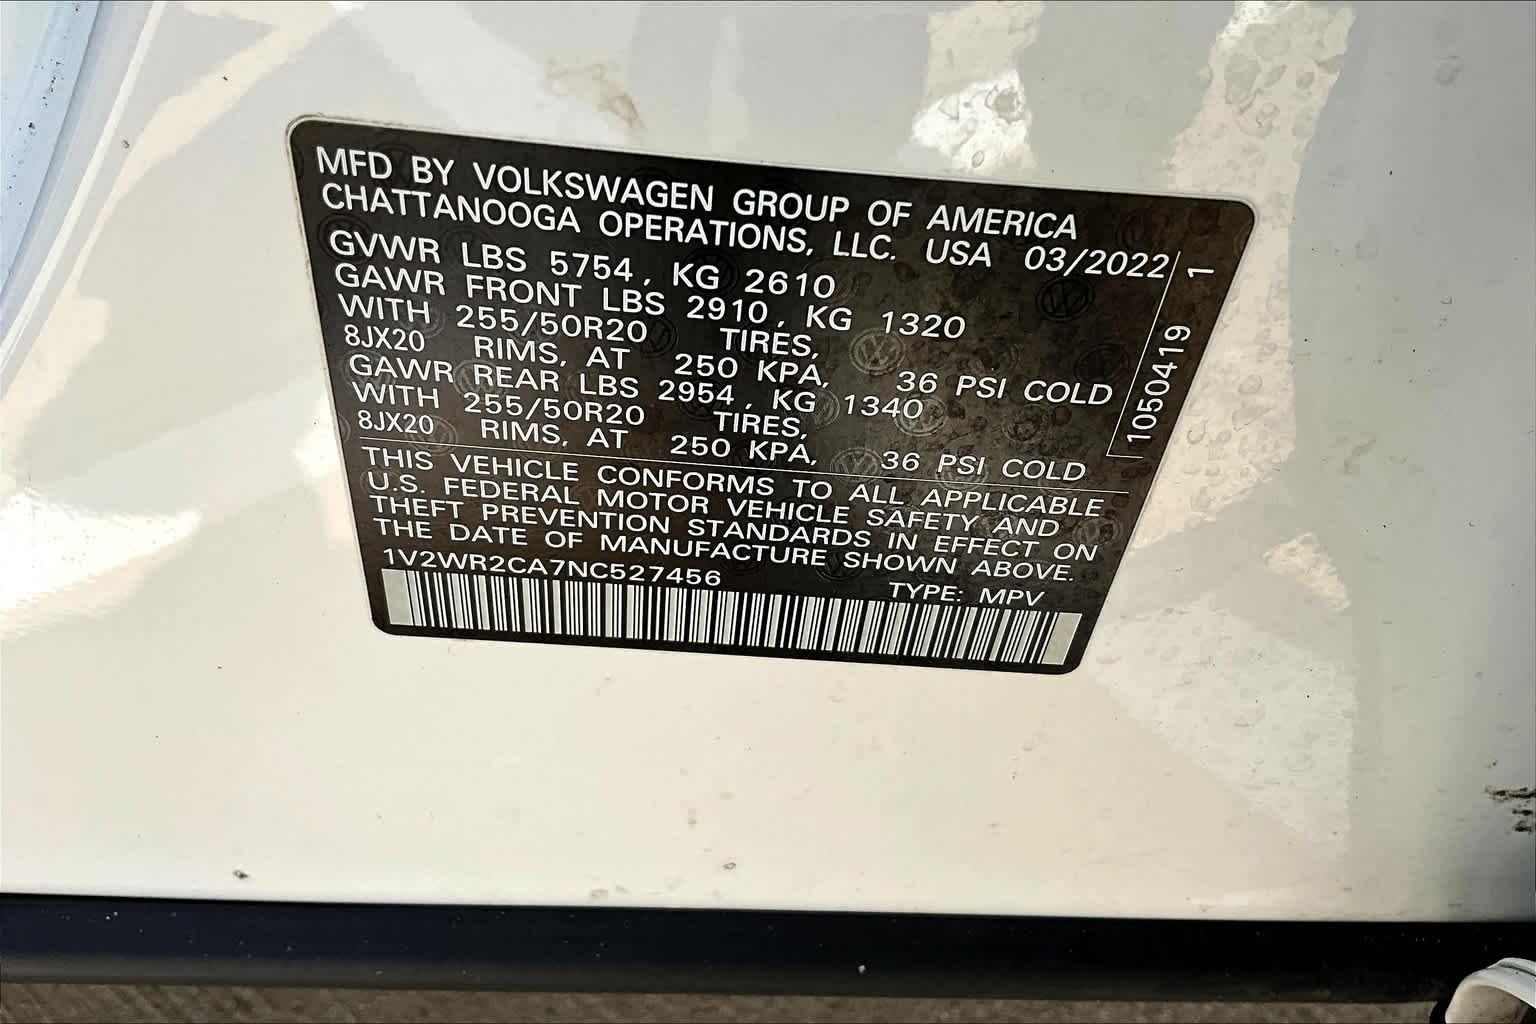 MFD BY VOLKSWAGEN GROUP OF AMERICA
CHATTANOOGA OPERATIONS, LLC. USA 03/2022
GVWR LBS 5754, KG 2610
GAWR FRONT LBS 2910, KG 1320
WITH 255/50R20 TIRES,
8JX20 RIMS, AT 250 KPA, 36 PSI COLD
GAWR REAR LBS 2954, KG 1340
WITH 255/50R20 TIRES,
8JX20 RIMS, AT 250 KPA, 36 PSI COLD
1050419 1
THIS VEHICLE CONFORMS TO ALL APPLICABLE
U.S. FEDERAL MOTOR VEHICLE SAFETY AND
THEFT PREVENTION STANDARDS IN EFFECT ON
THE DATE OF MANUFACTURE SHOWN ABOVE.
1V2WR2CA7NC527456 TYPE: MPV